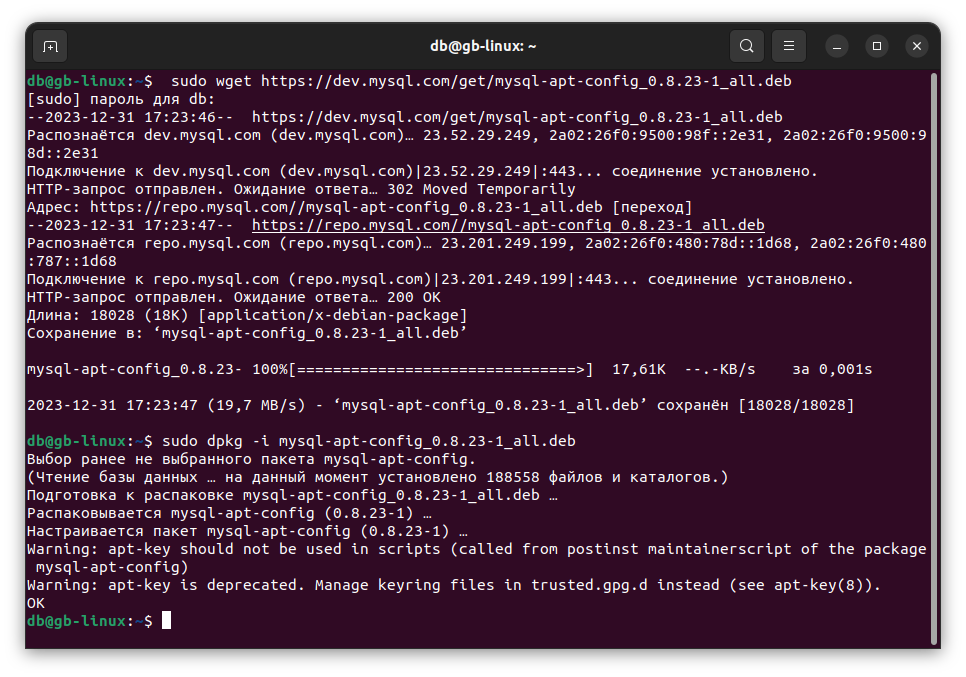 db@gb-linux: ~
db@gb-linux:~$  sudo wget https://dev.mysql.com/get/mysql-apt-config_0.8.23-1_all.deb
[sudo] пароль для db:
--2023-12-31 17:23:46--  https://dev.mysql.com/get/mysql-apt-config_0.8.23-1_all.deb
Распознаётся dev.mysql.com (dev.mysql.com)… 23.52.29.249, 2a02:26f0:9500:98f::2e31, 2a02:26f0:9500:9
8d::2e31
Подключение к dev.mysql.com (dev.mysql.com)|23.52.29.249|:443... соединение установлено.
HTTP-запрос отправлен. Ожидание ответа… 302 Moved Temporarily
Адрес: https://repo.mysql.com//mysql-apt-config_0.8.23-1_all.deb [переход]
--2023-12-31 17:23:47--  https://repo.mysql.com//mysql-apt-config_0.8.23-1_all.deb
Распознаётся repo.mysql.com (repo.mysql.com)… 23.201.249.199, 2a02:26f0:480:78d::1d68, 2a02:26f0:480
:787::1d68
Подключение к repo.mysql.com (repo.mysql.com)|23.201.249.199|:443... соединение установлено.
HTTP-запрос отправлен. Ожидание ответа… 200 OK
Длина: 18028 (18K) [application/x-debian-package]
Сохранение в: ‘mysql-apt-config_0.8.23-1_all.deb’
mysql-apt-config_0.8.23- 100%[===============================>]  17,61K  --.-KB/s    за 0,001s
2023-12-31 17:23:47 (19,7 MB/s) - ‘mysql-apt-config_0.8.23-1_all.deb’ сохранён [18028/18028]
db@gb-linux:~$ sudo dpkg -i mysql-apt-config_0.8.23-1_all.deb
Выбор ранее не выбранного пакета mysql-apt-config.
(Чтение базы данных … на данный момент установлено 188558 файлов и каталогов.)
Подготовка к распаковке mysql-apt-config_0.8.23-1_all.deb …
Распаковывается mysql-apt-config (0.8.23-1) …
Настраивается пакет mysql-apt-config (0.8.23-1) …
Warning: apt-key should not be used in scripts (called from postinst maintainerscript of the package
 mysql-apt-config)
Warning: apt-key is deprecated. Manage keyring files in trusted.gpg.d instead (see apt-key(8)).
OK
db@gb-linux:~$